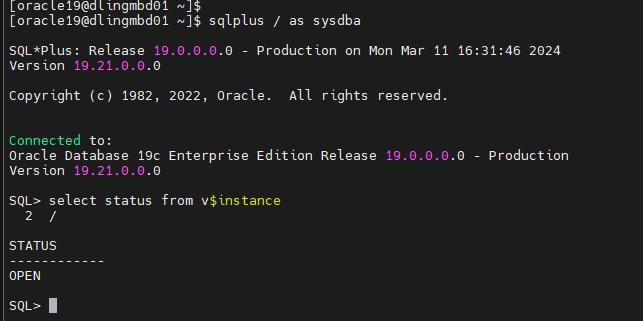 [oracle19@dlingmbd01 ~]$
[oracle19@dlingmbd01 ~]$ sqlplus / as sysdba
SQL*Plus: Release 19.0.0.0.0 - Production on Mon Mar 11 16:31:46 2024
Version 19.21.0.0.0
Copyright (c) 1982, 2022, Oracle.  All rights reserved.
Connected to:
Oracle Database 19c Enterprise Edition Release 19.0.0.0.0 - Production
Version 19.21.0.0.0
SQL> select status from v$instance
  2  /
STATUS
------------
OPEN
SQL>